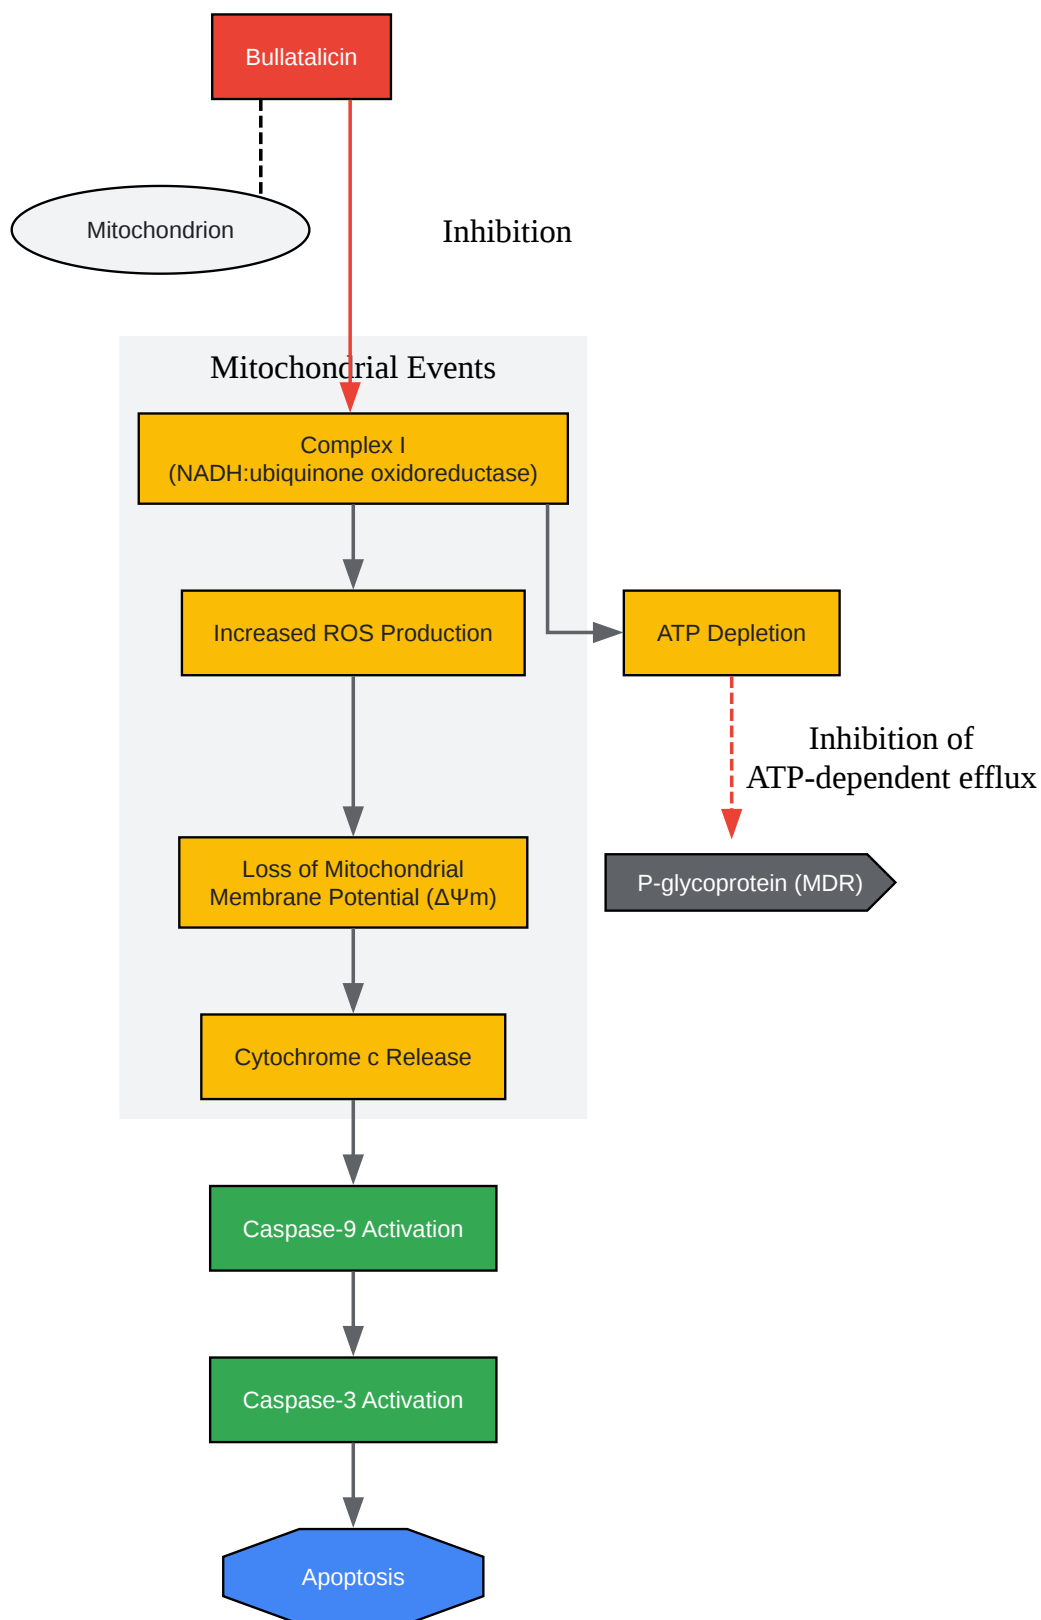 Bullatalicin
Mitochondrion
Inhibition
Mitochondrial Events
Complex I
(NADH:ubiquinone oxidoreductase)
Increased ROS Production
ATP Depletion
Inhibition of
ATP-dependent efflux
Loss of Mitochondrial
Membrane Potential (ΔΨm)
P-glycoprotein (MDR)
Cytochrome c Release
Caspase-9 Activation
Caspase-3 Activation
Apoptosis